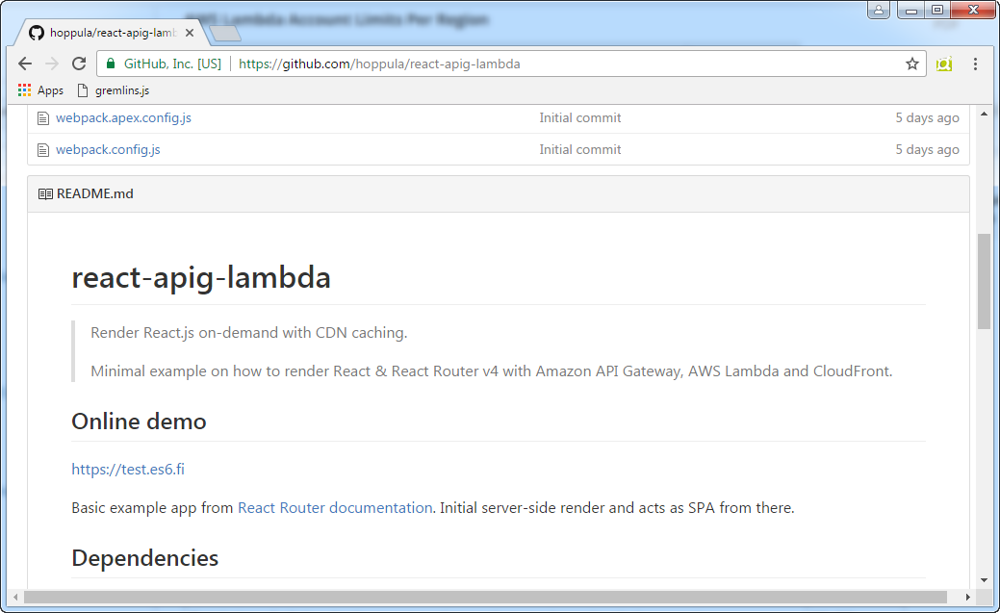 AWS Lambda Account Limits Per Region
hoppula/react-apig-lamb
GitHub, Inc. [US] https://github.com/hoppula/react-apig-lambda
Apps gremlins.js
webpack.apex.config.js Initial commit 5 days ago
webpack.config.js Initial commit 5 days ago
README.md
react-apig-lambda
Render React.js on-demand with CDN caching.
Minimal example on how to render React & React Router v4 with Amazon API Gateway, AWS Lambda and CloudFront.
Online demo
https://test.es6.fi
Basic example app from React Router documentation. Initial server-side render and acts as SPA from there.
Dependencies